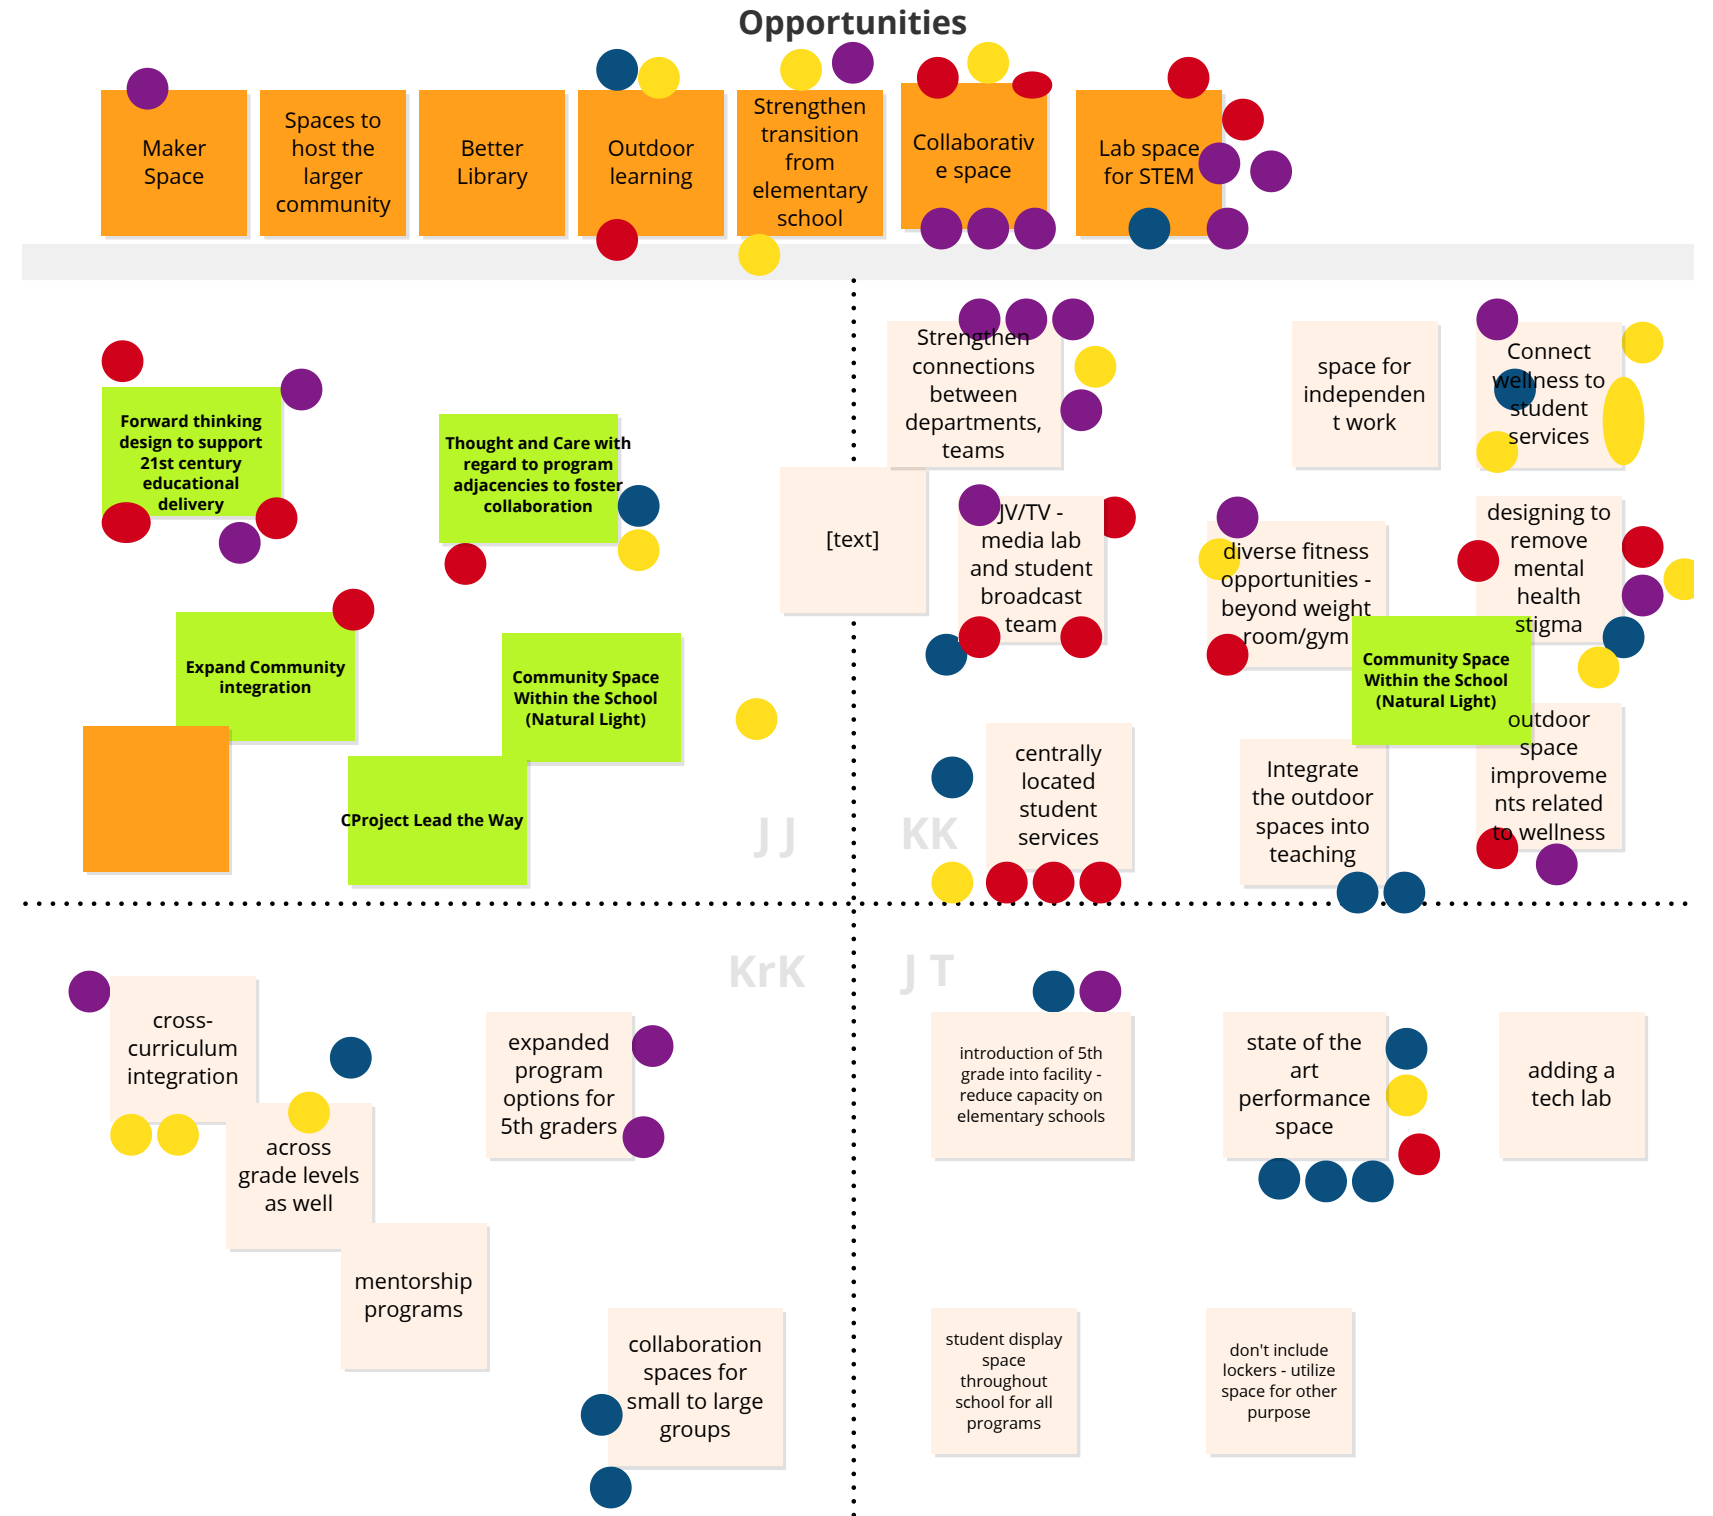 Opportunities
Maker
Space
Spaces to
host the
larger
community
Better
Library
Outdoor
learning
Strengthen
transition
from
elementary
school
Collaborativ
e space
Lab space
for STEM
Forward thinking
design to support
21st century
educational
delivery
Thought and Care with
regard to program
adjacencies to foster
collaboration
Expand Community
integration
Community Space
Within the School
(Natural Light)
CProject Lead the Way
J J
[text]
Strengthen
connections
between
departments,
teams
space for
independen
t work
Connect
wellness to
student
services
JV/TV -
media lab
and student
broadcast
team
diverse fitness
opportunities -
beyond weight
room/gym
designing to
remove
mental
health
stigma
Community Space
Within the School
(Natural Light)
centrally
located
student
services
Integrate
the outdoor
spaces into
teaching
outdoor
space
improveme
nts related
to wellness
KK
KrK
cross-
curriculum
integration
across
grade levels
as well
mentorship
programs
expanded
program
options for
5th graders
collaboration
spaces for
small to large
groups
J T
introduction of 5th
grade into facility -
reduce capacity on
elementary schools
state of the
art
performance
space
adding a
tech lab
student display
space
throughout
school for all
programs
don't include
lockers - utilize
space for other
purpose